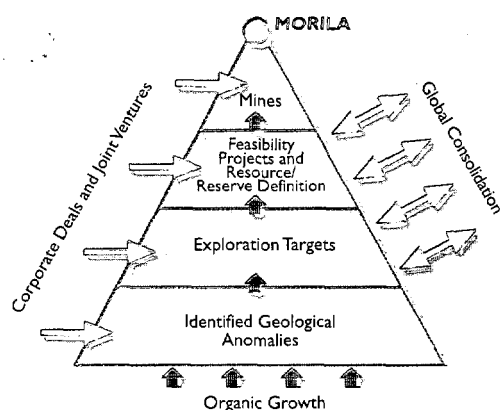 MORILA
Mines
Feasibility
Projects and
Resource/
Reserve Definition
Exploration Targets
Identified Geological
Anomalies
Organic Growth
Corporate Deals and Joint Ventures
Global Consolidation